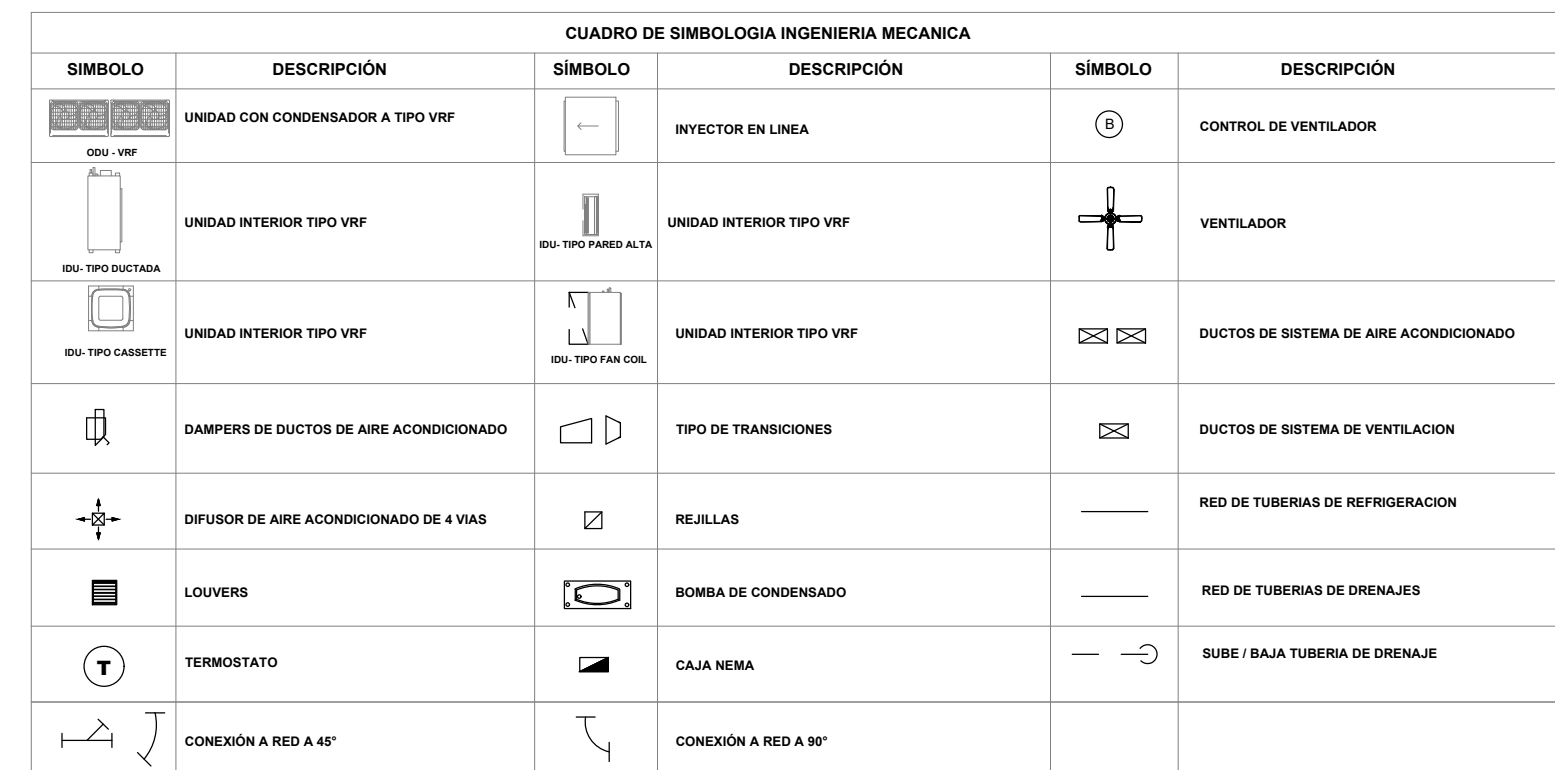 CUADRO DE SIMBOLOGIA INGENIERIA MECANICA
SIMBOLO DESCRIPCIÓN SÍMBOLO DESCRIPCIÓN SÍMBOLO DESCRIPCIÓN
ODU - VRF
UNIDAD CON CONDENSADOR A TIPO VRF
INYECTOR EN LINEA
B
CONTROL DE VENTILADOR
IDU- TIPO DUCTADA
UNIDAD INTERIOR TIPO VRF
IDU- TIPO PARED ALTA
UNIDAD INTERIOR TIPO VRF
VENTILADOR
IDU- TIPO CASSETTE
UNIDAD INTERIOR TIPO VRF
IDU- TIPO FAN COIL
UNIDAD INTERIOR TIPO VRF
DUCTOS DE SISTEMA DE AIRE ACONDICIONADO
DAMPERS DE DUCTOS DE AIRE ACONDICIONADO
TIPO DE TRANSICIONES
DUCTOS DE SISTEMA DE VENTILACION
DIFUSOR DE AIRE ACONDICIONADO DE 4 VIAS
REJILLAS
RED DE TUBERIAS DE REFRIGERACION
LOUVERS
BOMBA DE CONDENSADO
RED DE TUBERIAS DE DRENAJES
T
TERMOSTATO
CAJA NEMA
SUBE / BAJA TUBERIA DE DRENAJE
CONEXIÓN A RED A 45°
CONEXIÓN A RED A 90°